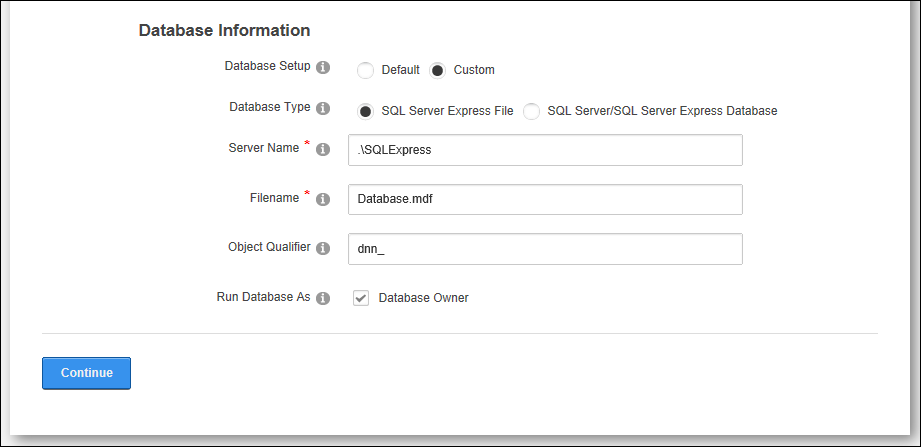 Database Information
Database Setup Default Custom
Database Type SQL Server Express File SQL Server/SQL Server Express Database
Server Name * .\SQLExpress
Filename * Database.mdf
Object Qualifier dnn_
Run Database As Database Owner
Continue